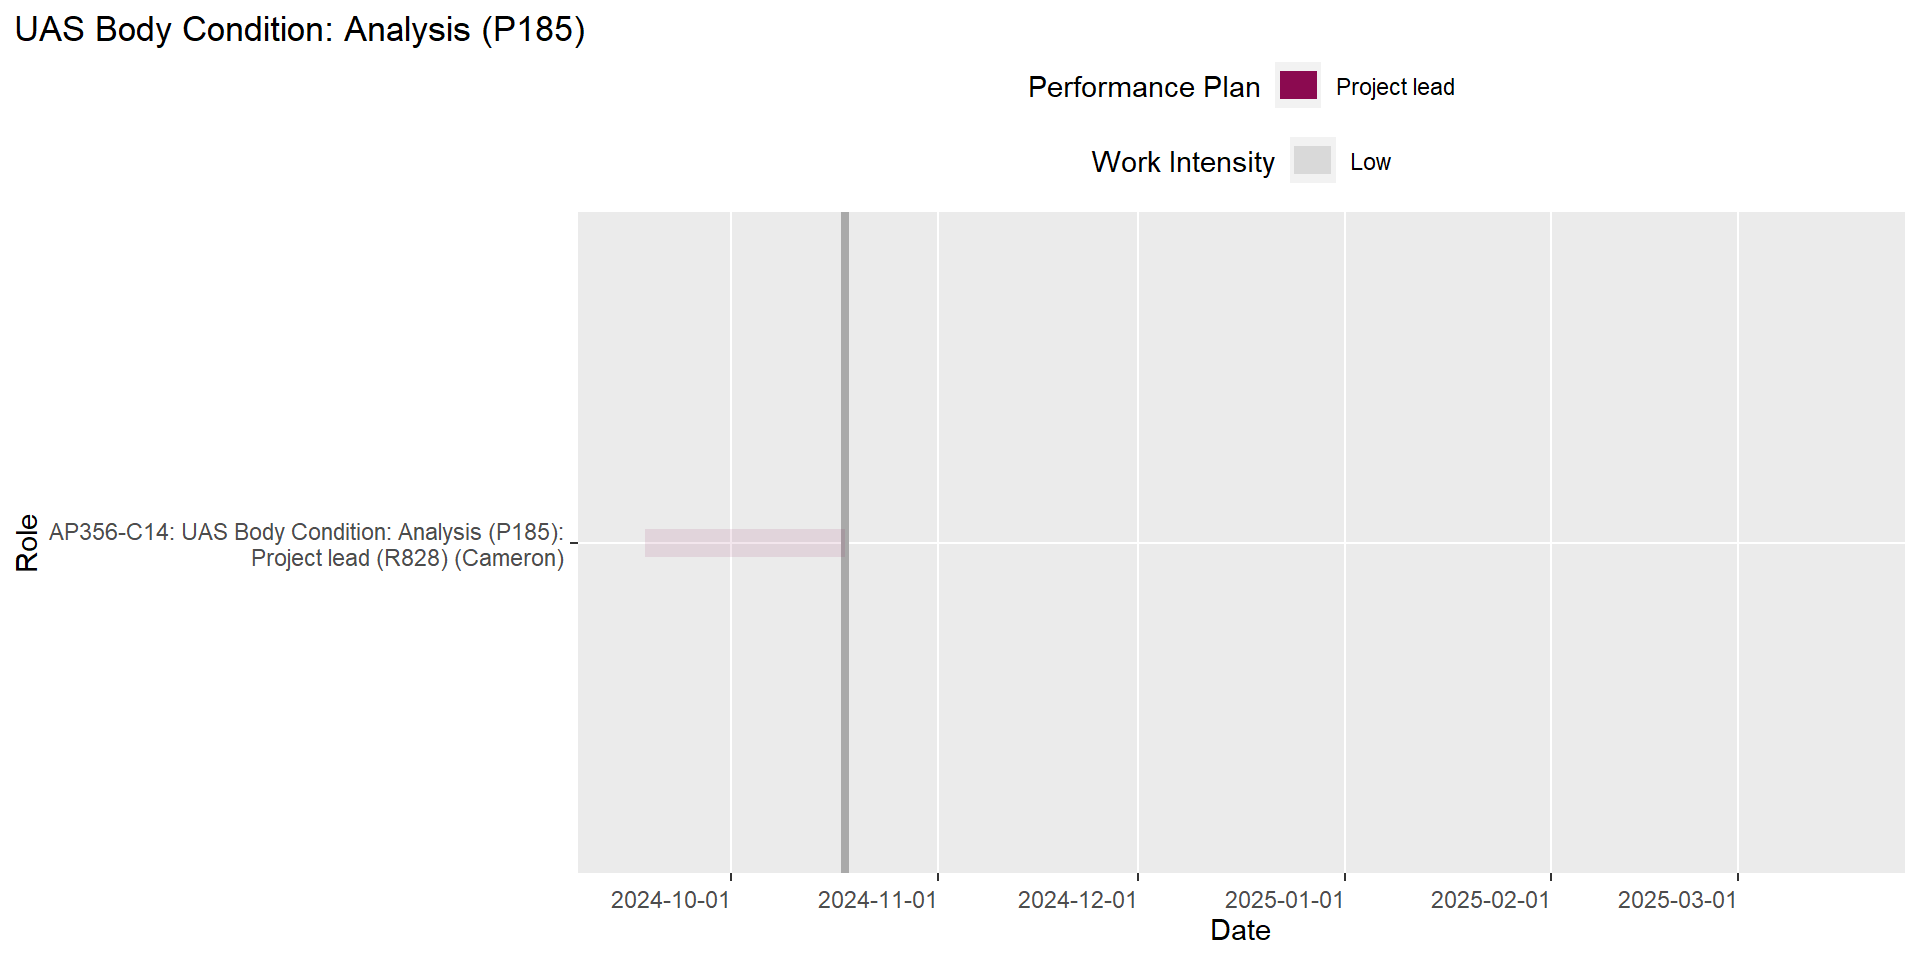 UAS Body Condition: Analysis (P185)
Performance Plan
Project lead
Work Intensity
Low
Role
AP356-C14: UAS Body Condition: Analysis (P185):
Project lead (R828) (Cameron)
2024-10-01
2024-11-01
2024-12-01
2025-01-01
2025-02-01
2025-03-01
Date